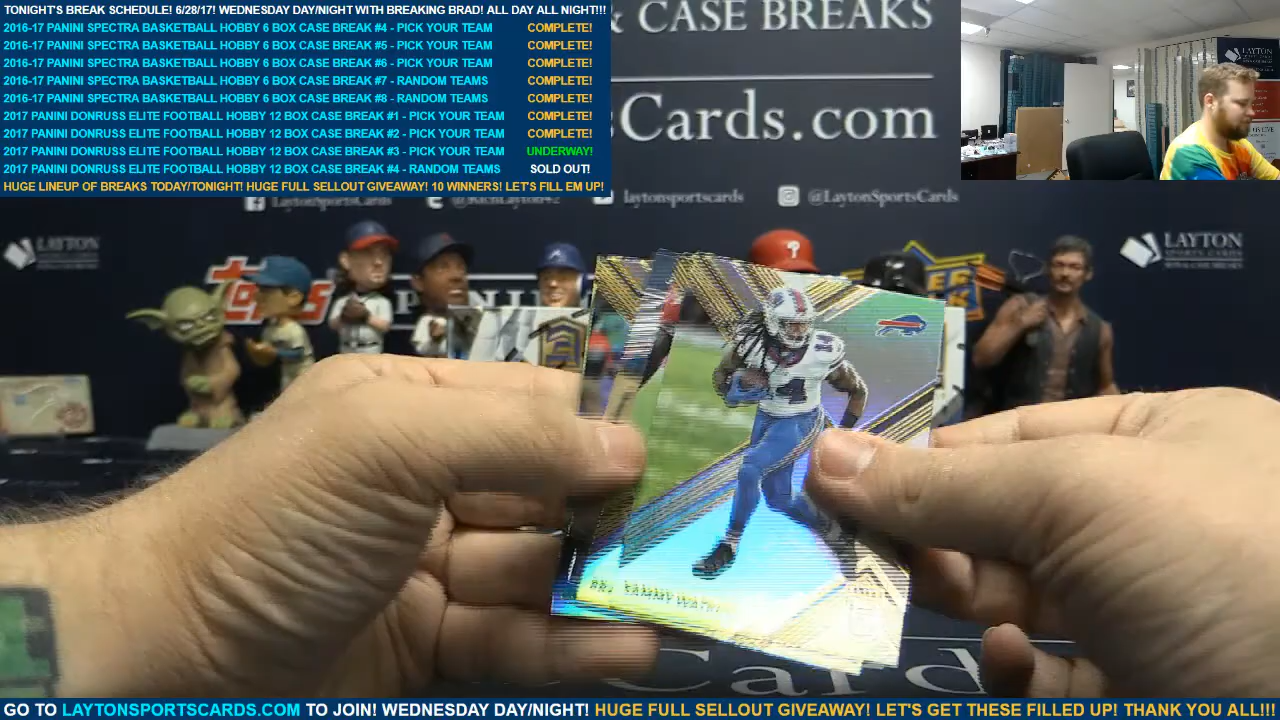 TONIGHT'S BREAK SCHEDULE! 6/28/17! WEDNESDAY DAY/NIGHT WITH BREAKING BRAD! ALL DAY ALL NIGHT!!!
2016-17 PANINI SPECTRA BASKETBALL HOBBY 6 BOX CASE BREAK #4 - PICK YOUR TEAM COMPLETE!
2016-17 PANINI SPECTRA BASKETBALL HOBBY 6 BOX CASE BREAK #5 - PICK YOUR TEAM COMPLETE!
2016-17 PANINI SPECTRA BASKETBALL HOBBY 6 BOX CASE BREAK #6 - PICK YOUR TEAM COMPLETE!
2016-17 PANINI SPECTRA BASKETBALL HOBBY 6 BOX CASE BREAK #7 - RANDOM TEAMS COMPLETE!
2016-17 PANINI SPECTRA BASKETBALL HOBBY 6 BOX CASE BREAK #8 - RANDOM TEAMS COMPLETE!
2017 PANINI DONRUSS ELITE FOOTBALL HOBBY 12 BOX CASE BREAK #1 - PICK YOUR TEAM COMPLETE!
2017 PANINI DONRUSS ELITE FOOTBALL HOBBY 12 BOX CASE BREAK #2 - PICK YOUR TEAM COMPLETE!
2017 PANINI DONRUSS ELITE FOOTBALL HOBBY 12 BOX CASE BREAK #3 - PICK YOUR TEAM UNDERWAY!
2017 PANINI DONRUSS ELITE FOOTBALL HOBBY 12 BOX CASE BREAK #4 - RANDOM TEAMS SOLD OUT!
HUGE LINEUP OF BREAKS TODAY/TONIGHT! HUGE FULL SELLOUT GIVEAWAY! 10 WINNERS! LET'S FILL EM UP!
& CASE BREAKS
sCards.com
laytonsportscards
@LaytonSportsCards
LAYTON
LAYTON
SPORTS CARDS
topps
PANINI
14
Card
GO TO LAYTONSPORTSCARDS.COM TO JOIN! WEDNESDAY DAY/NIGHT! HUGE FULL SELLOUT GIVEAWAY! LET'S GET THESE FILLED UP! THANK YOU ALL!!!